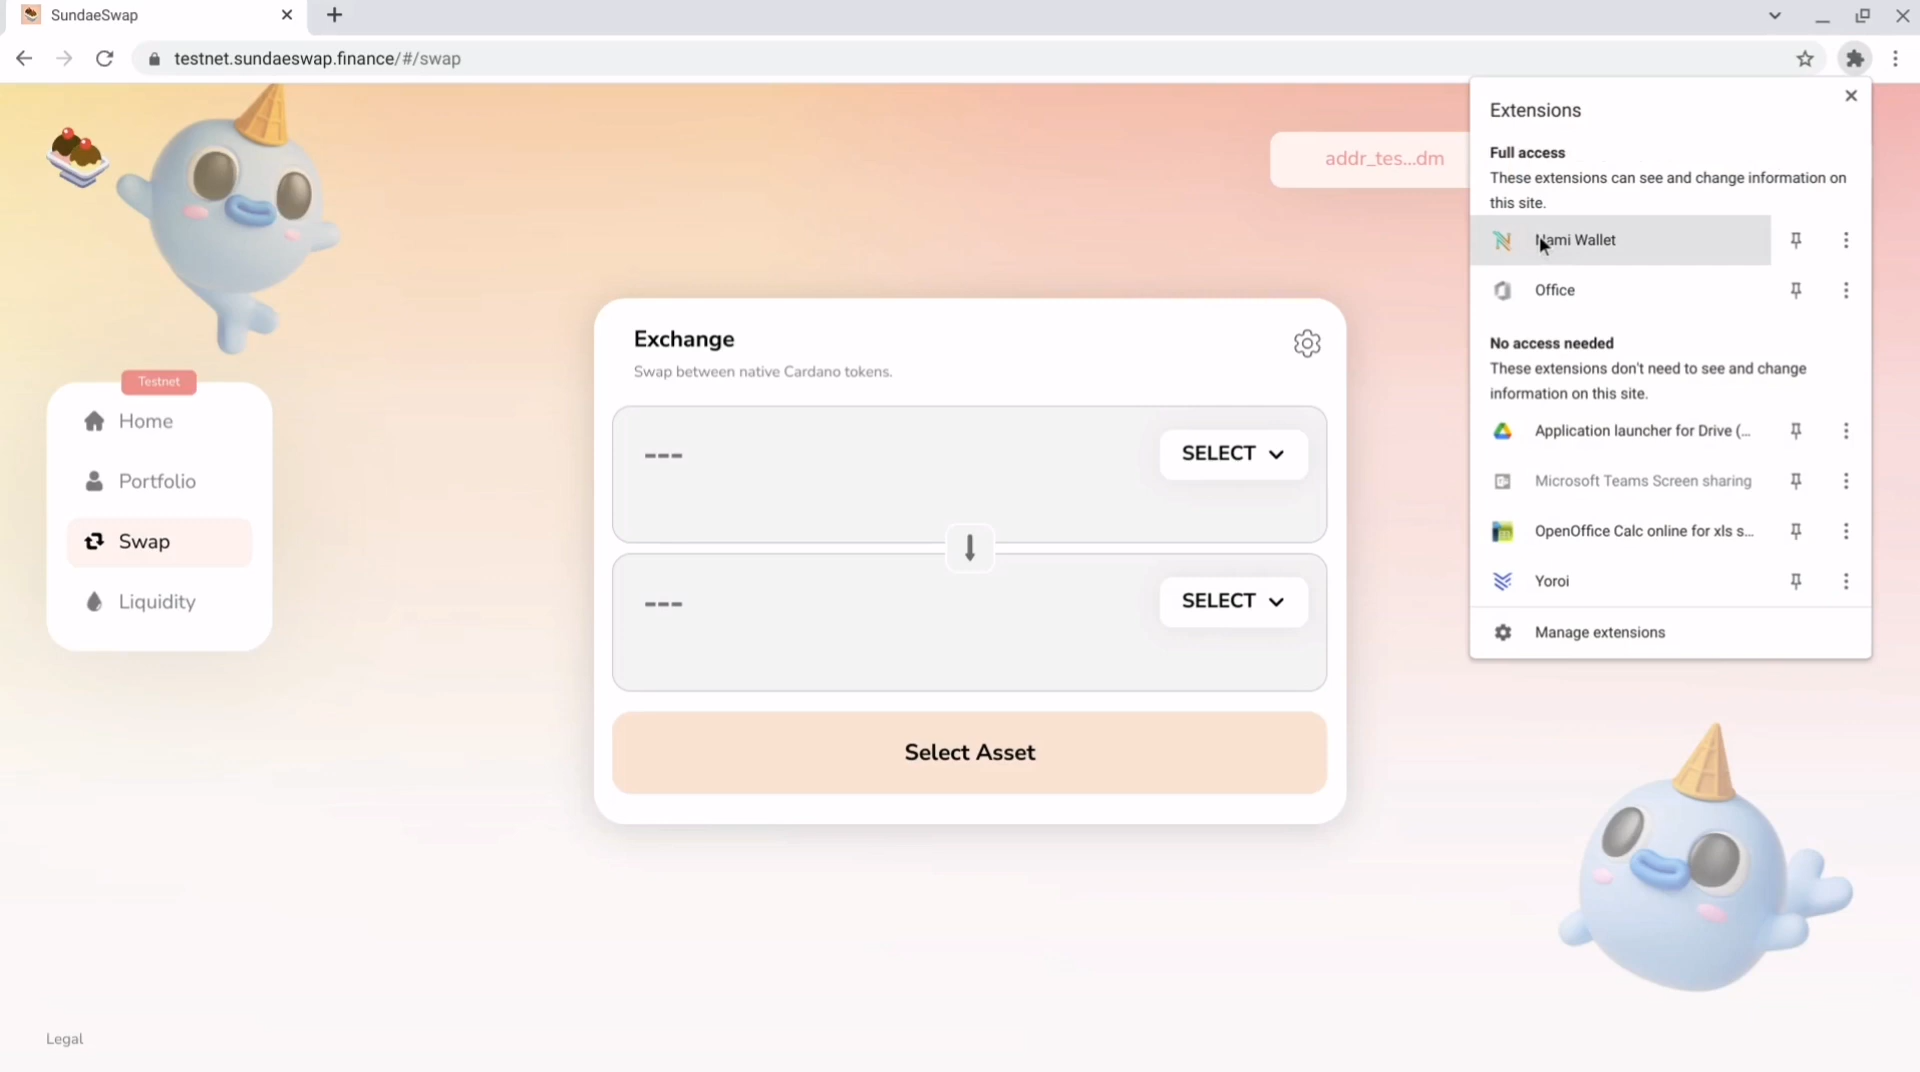 SundaeSwap
testnet.sundaeswap.finance/#/swap
Extensions
Full access
These extensions can see and change information on
this site.
Nami Wallet
Office
No access needed
These extensions don't need to see and change
information on this site.
Application launcher for Drive (...
Microsoft Teams Screen sharing
OpenOffice Calc online for xls s...
Yoroi
Manage extensions
addr_tes...dm
Testnet
Home
Portfolio
Swap
Liquidity
Exchange
Swap between native Cardano tokens.
---
SELECT
---
SELECT
Select Asset
Legal